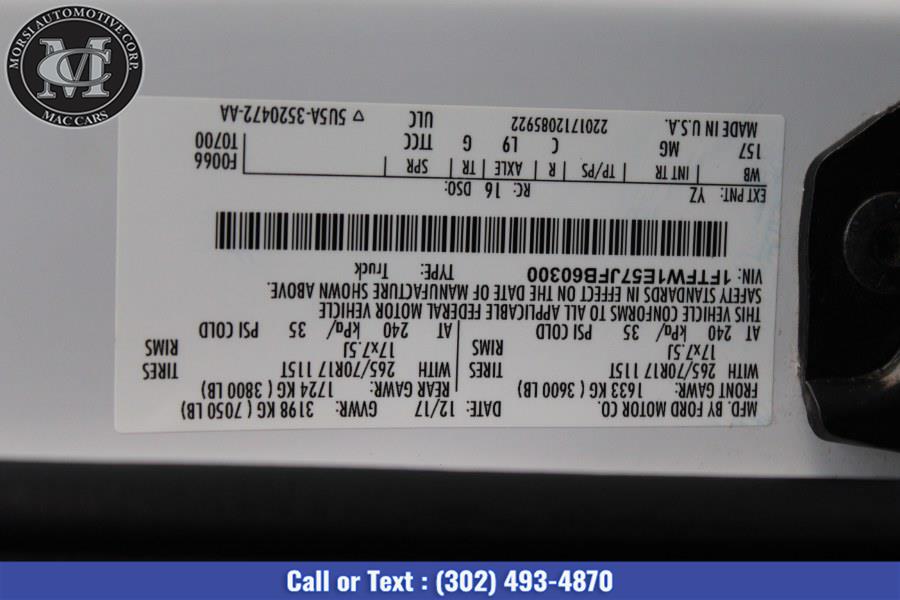 MORSI AUTOMOTIVE CORP.
MC
MAC CARS
MFD. BY FORD MOTOR CO. DATE: 12/17 GVWR: 3198 KG ( 7050 LB)
FRONT GAWR: 1633 KG ( 3600 LB) REAR GAWR: 1724 KG ( 3800 LB)
WITH 265/70R17 115T TIRES WITH 265/70R17 115T TIRES
17x7.5J RIMS 17x7.5J RIMS
AT 240 kPa/ 35 PSI COLD AT 240 kPa/ 35 PSI COLD
THIS VEHICLE CONFORMS TO ALL APPLICABLE FEDERAL MOTOR VEHICLE
SAFETY STANDARDS IN EFFECT ON THE DATE OF MANUFACTURE SHOWN ABOVE.
VIN: 1FTFW1E57JFB60300 TYPE: Truck
EXT PNT: YZ RC: 16 DSO:
WB | INT TR | TP/PS | R | AXLE | TR | SPR F0066
157 MG C L9 G TTCC T0700
MADE IN U.S.A. 2201712085922 ULC ▽ 5U5A-3520472-AA
Call or Text : (302) 493-4870